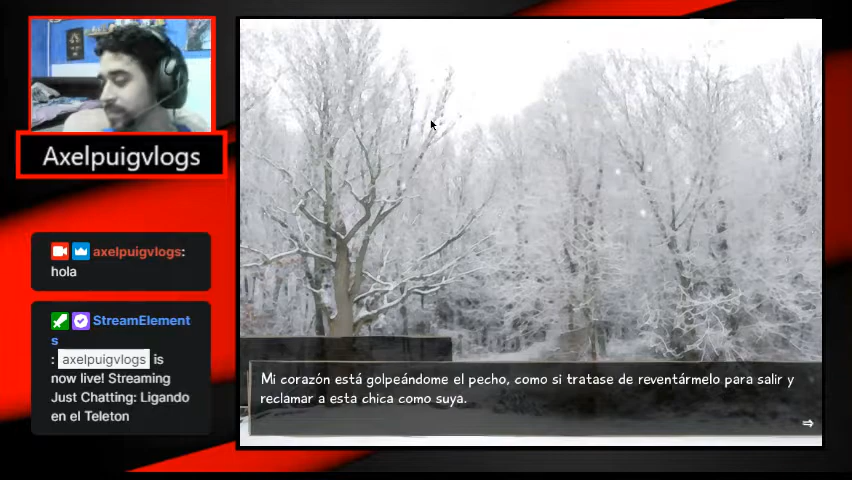 Axelpuigvlogs
axelpuigvlogs:
hola
StreamElement
s
: axelpuigvlogs is
now live! Streaming
Just Chatting: Ligando
en el Teleton
Mi corazón está golpeándome el pecho, como si tratase de reventármelo para salir y
reclamar a esta chica como suya.